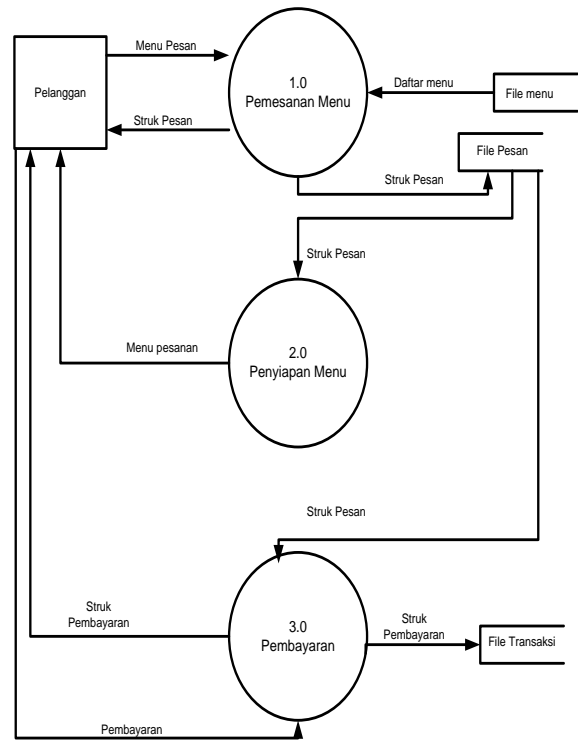 Menu Pesan
1.0
Pemesanan Menu
Daftar menu
File menu
Pelanggan
Struk Pesan
File Pesan
Struk Pesan
Struk Pesan
Menu pesanan
2.0
Penyiapan Menu
Struk Pesan
Struk
Pembayaran
3.0
Pembayaran
Struk
Pembayaran
File Transaksi
Pembayaran